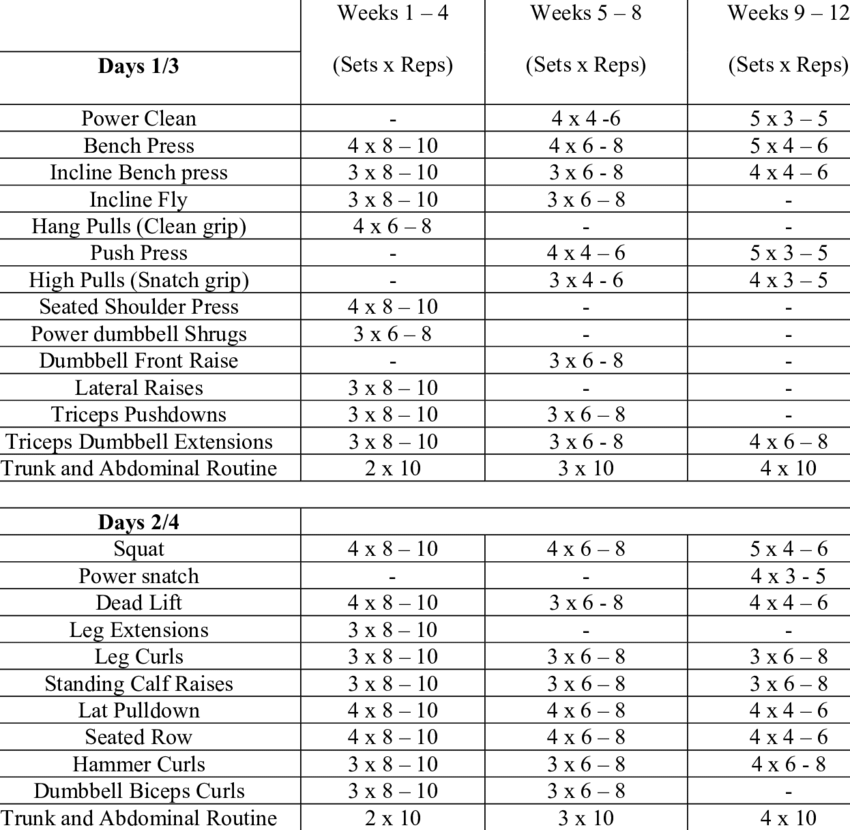 Weeks 1 – 4 Weeks 5 – 8 Weeks 9 – 12
Days 1/3 (Sets x Reps) (Sets x Reps) (Sets x Reps)
Power Clean - 4 x 4 -6 5 x 3 – 5
Bench Press 4 x 8 – 10 4 x 6 - 8 5 x 4 – 6
Incline Bench press 3 x 8 – 10 3 x 6 - 8 4 x 4 – 6
Incline Fly 3 x 8 – 10 3 x 6 – 8 -
Hang Pulls (Clean grip) 4 x 6 – 8 - -
Push Press - 4 x 4 – 6 5 x 3 – 5
High Pulls (Snatch grip) - 3 x 4 - 6 4 x 3 – 5
Seated Shoulder Press 4 x 8 – 10 - -
Power dumbbell Shrugs 3 x 6 – 8 - -
Dumbbell Front Raise - 3 x 6 - 8 -
Lateral Raises 3 x 8 – 10 - -
Triceps Pushdowns 3 x 8 – 10 3 x 6 – 8 -
Triceps Dumbbell Extensions 3 x 8 – 10 3 x 6 - 8 4 x 6 – 8
Trunk and Abdominal Routine 2 x 10 3 x 10 4 x 10
Days 2/4
Squat 4 x 8 – 10 4 x 6 – 8 5 x 4 – 6
Power snatch - - 4 x 3 - 5
Dead Lift 4 x 8 – 10 3 x 6 - 8 4 x 4 – 6
Leg Extensions 3 x 8 – 10 - -
Leg Curls 3 x 8 – 10 3 x 6 – 8 3 x 6 – 8
Standing Calf Raises 3 x 8 – 10 3 x 6 – 8 3 x 6 – 8
Lat Pulldown 4 x 8 – 10 4 x 6 – 8 4 x 4 – 6
Seated Row 4 x 8 – 10 4 x 6 – 8 4 x 4 – 6
Hammer Curls 3 x 8 – 10 3 x 6 – 8 4 x 6 - 8
Dumbbell Biceps Curls 3 x 8 – 10 3 x 6 – 8 -
Trunk and Abdominal Routine 2 x 10 3 x 10 4 x 10